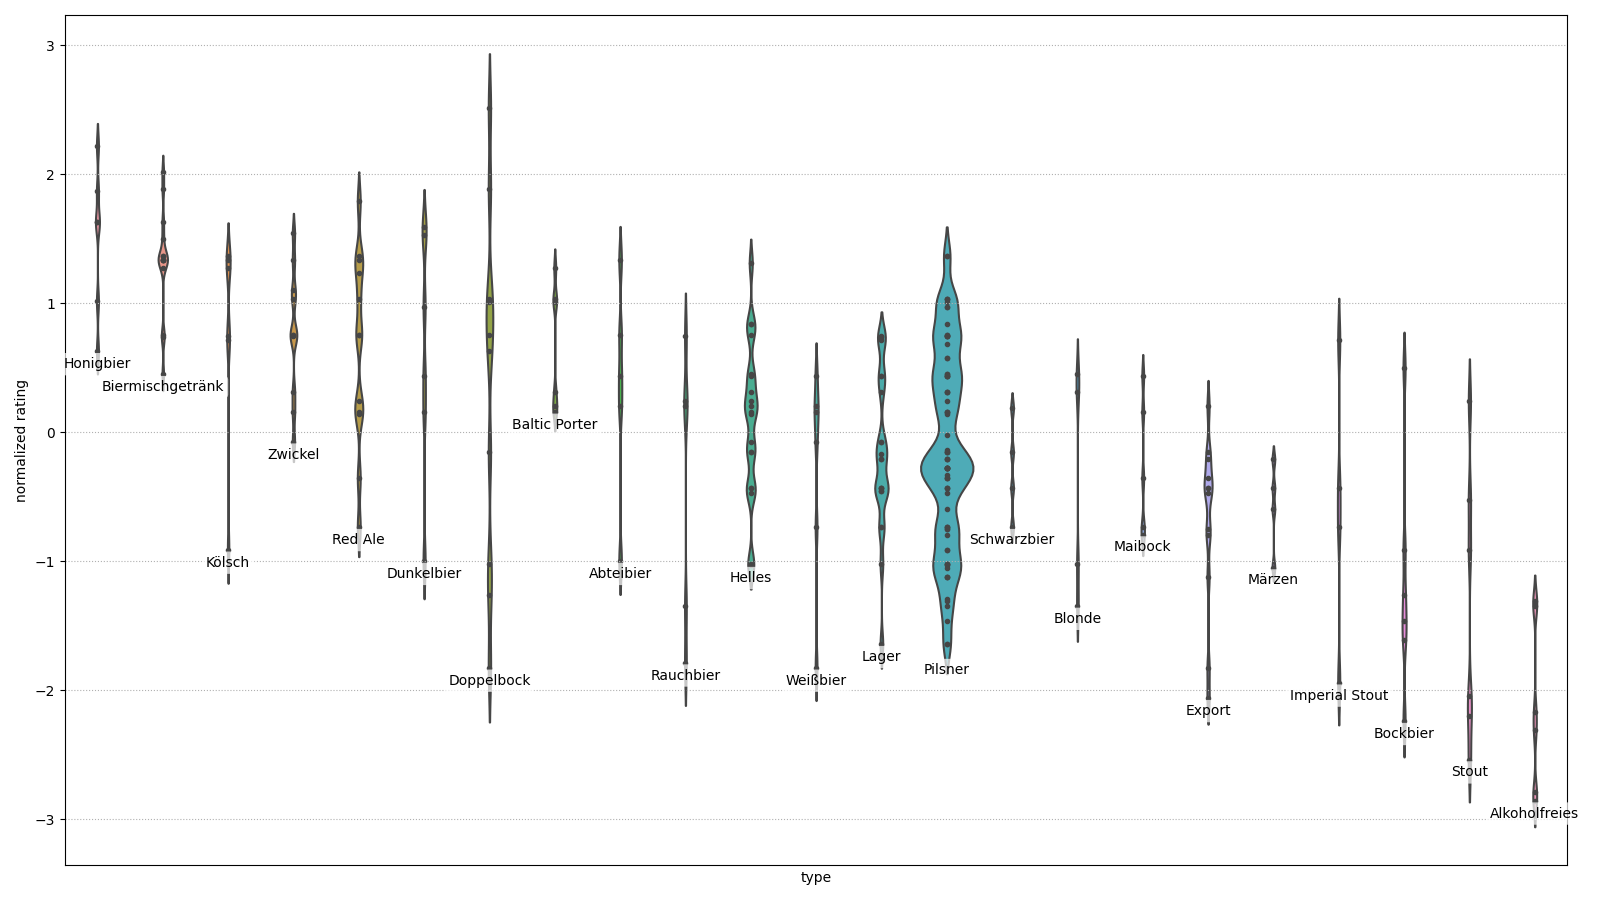 3
2
1
0
−1
−2
−3
normalized rating
Honigbier
Biermischgetränk
Kölsch
Zwickel
Red Ale
Dunkelbier
Doppelbock
Baltic Porter
Abteibier
Rauchbier
Helles
Weißbier
Lager
Pilsner
Schwarzbier
Blonde
Maibock
Export
Märzen
Imperial Stout
Bockbier
Stout
Alkoholfreies
type